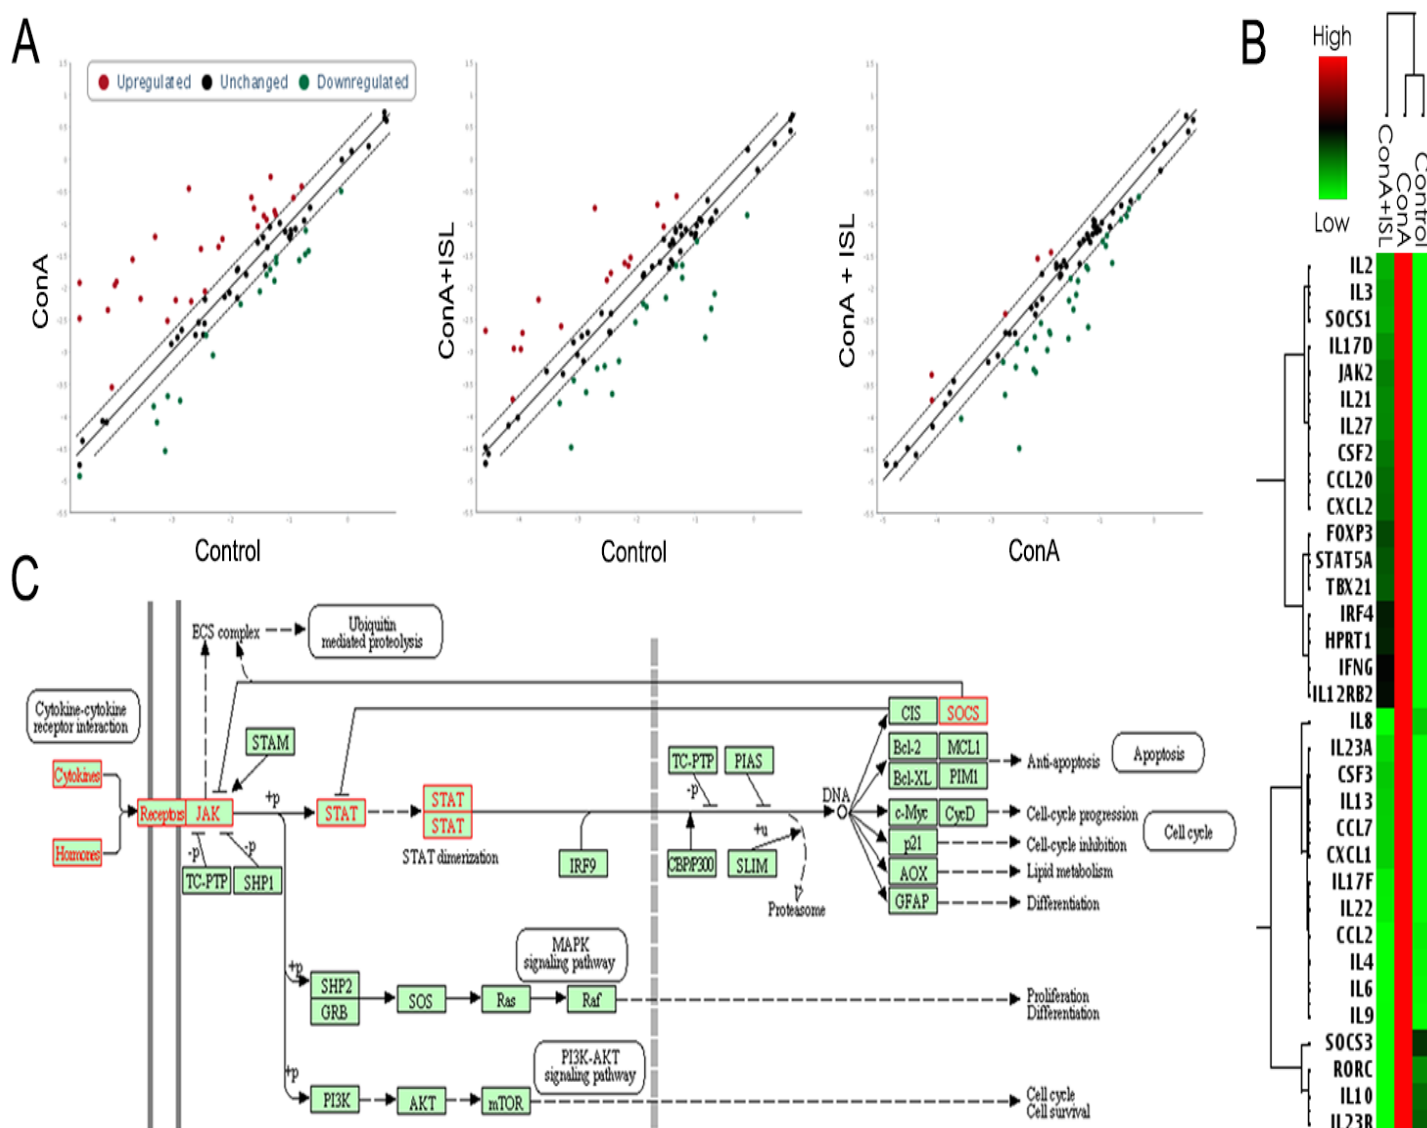 A
Upregulated Unchanged Downregulated
ConA
Control
ConA+ISL
Control
ConA + ISL
ConA
B
High
Low
ConA+ISL
ConA
Control
IL2
IL3
SOCS1
IL17D
JAK2
IL21
IL27
CSF2
CCL20
CXCL2
FOXP3
STAT5A
TBX21
IRF4
HPRT1
IFNG
IL12RB2
IL8
IL23A
CSF3
IL13
CCL7
CXCL1
IL17F
IL22
CCL2
IL4
IL6
IL9
SOCS3
RORC
IL10
IL23R
C
ECS complex
Ubiquitin
mediated proteolysis
Cytokine-cytokine
receptor interaction
Cytokines
Hormones
Receptors JAK
STAM
+p
-p
-p
TC-PTP SHP1
STAT
STAT
STAT
STAT dimerization
IRF9
TC-PTP PIAS
-p
+u
CBP/P300 SLIM
Proteasome
DNA
CIS SOCS
Bcl-2 MCL1
Bcl-XL PIM1
Anti-apoptosis
Apoptosis
c-Myc CycD
Cell-cycle progression
Cell cycle
p21
Cell-cycle inhibition
AOX
Lipid metabolism
GFAP
Differentiation
MAPK
signaling pathway
+p
SHP2
GRB
SOS
Ras
Raf
Proliferation
Differentiation
PI3K-AKT
signaling pathway
+p
PI3K
AKT
mTOR
Cell cycle
Cell survival